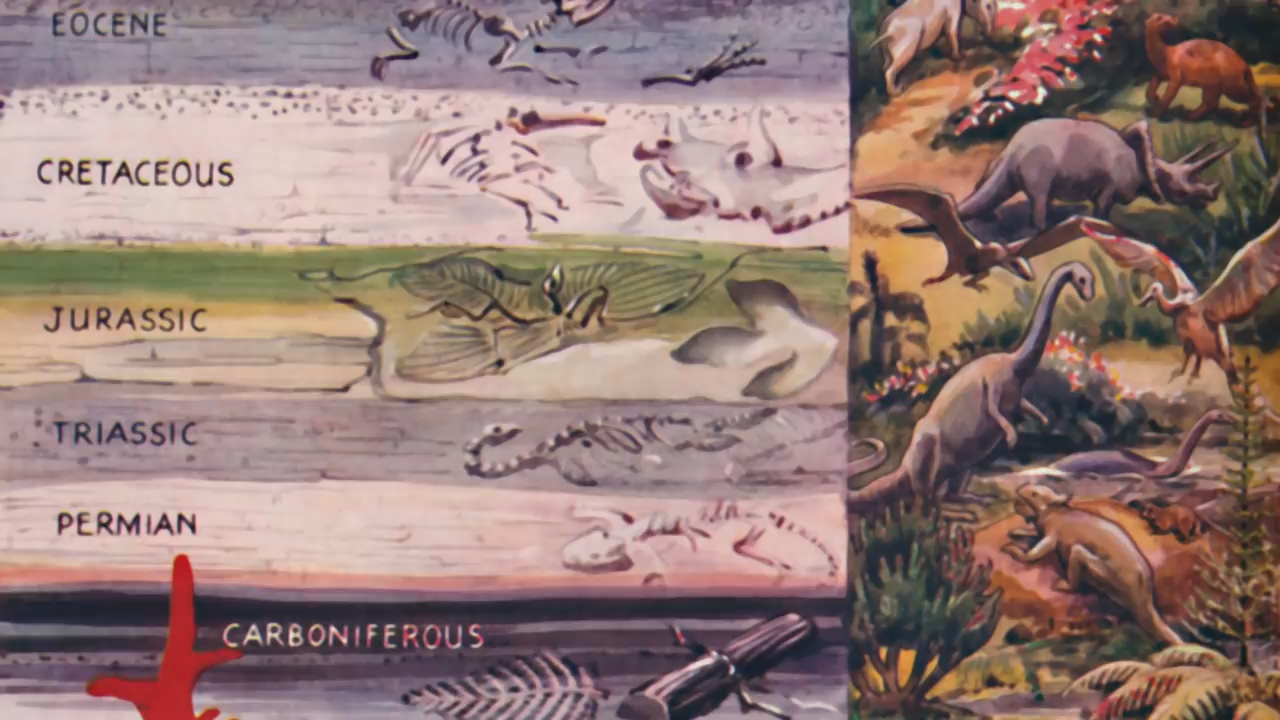 EOCENE
CRETACEOUS
JURASSIC
TRIASSIC
PERMIAN
CARBONIFEROUS